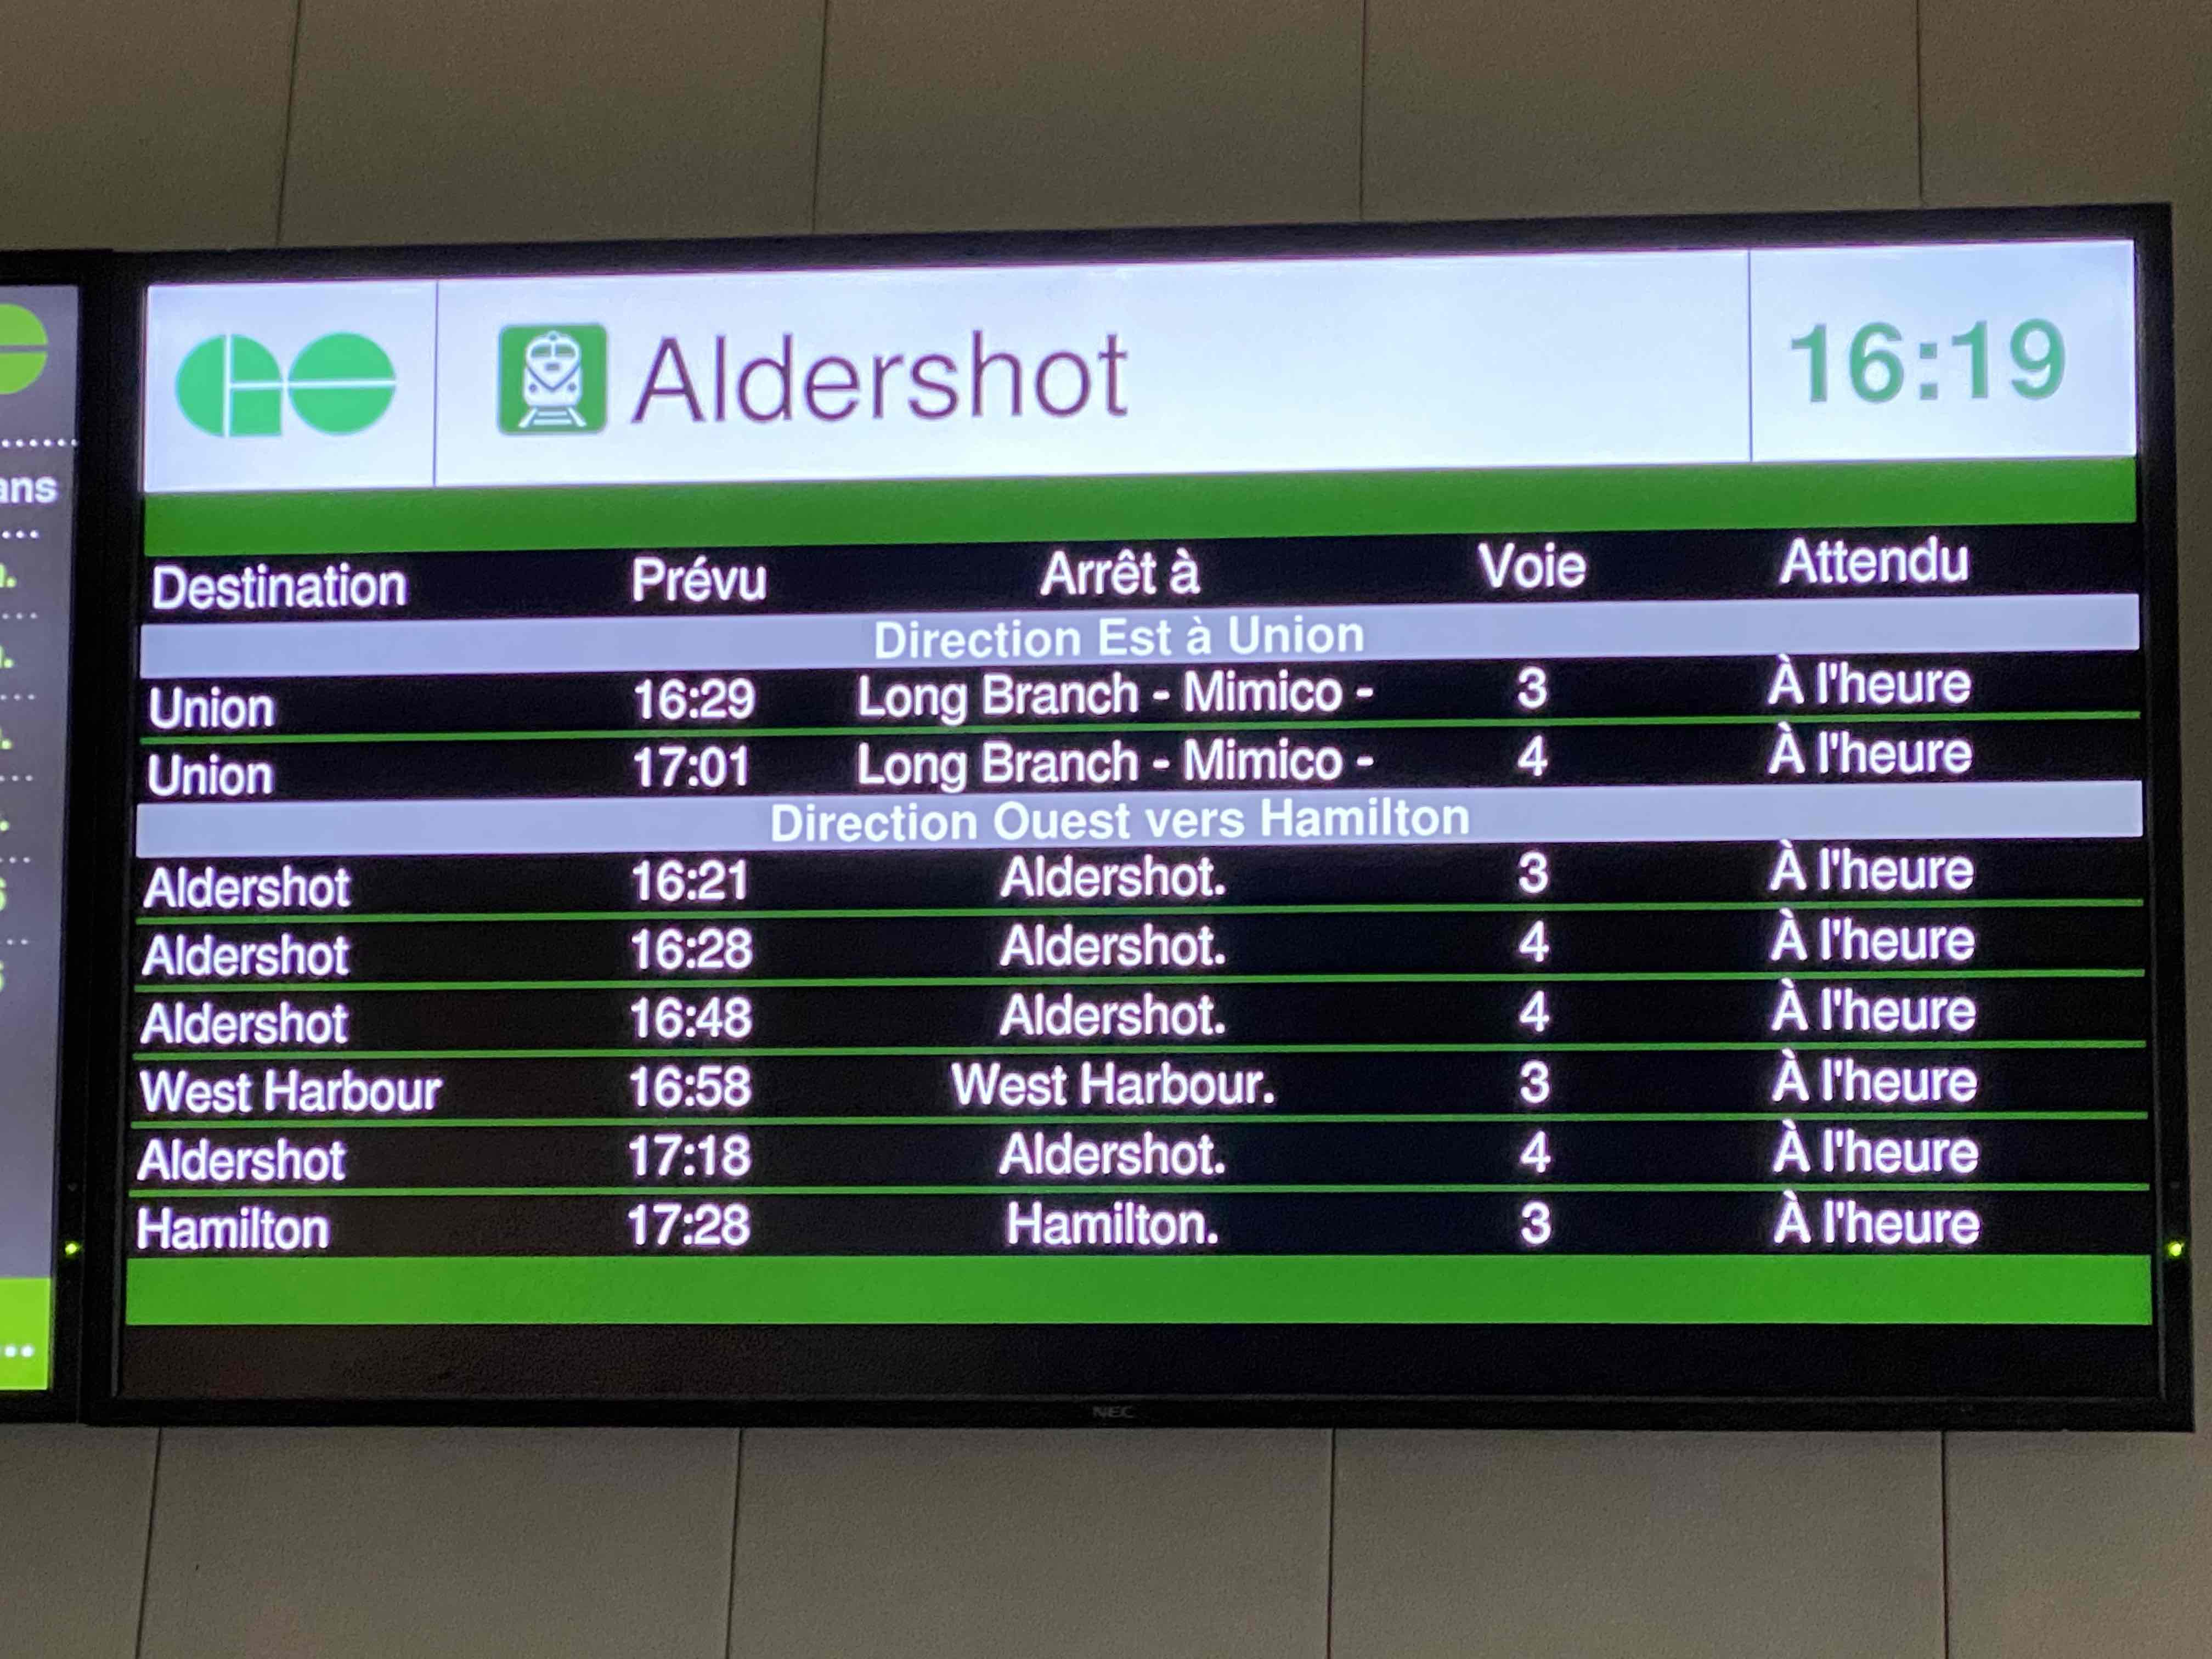 GO Aldershot 16:19
Destination Prévu Arrêt à Voie Attendu
Direction Est à Union
Union 16:29 Long Branch - Mimico - 3 À l'heure
Union 17:01 Long Branch - Mimico - 4 À l'heure
Direction Ouest vers Hamilton
Aldershot 16:21 Aldershot. 3 À l'heure
Aldershot 16:28 Aldershot. 4 À l'heure
Aldershot 16:48 Aldershot. 4 À l'heure
West Harbour 16:58 West Harbour. 3 À l'heure
Aldershot 17:18 Aldershot. 4 À l'heure
Hamilton 17:28 Hamilton. 3 À l'heure
NEC